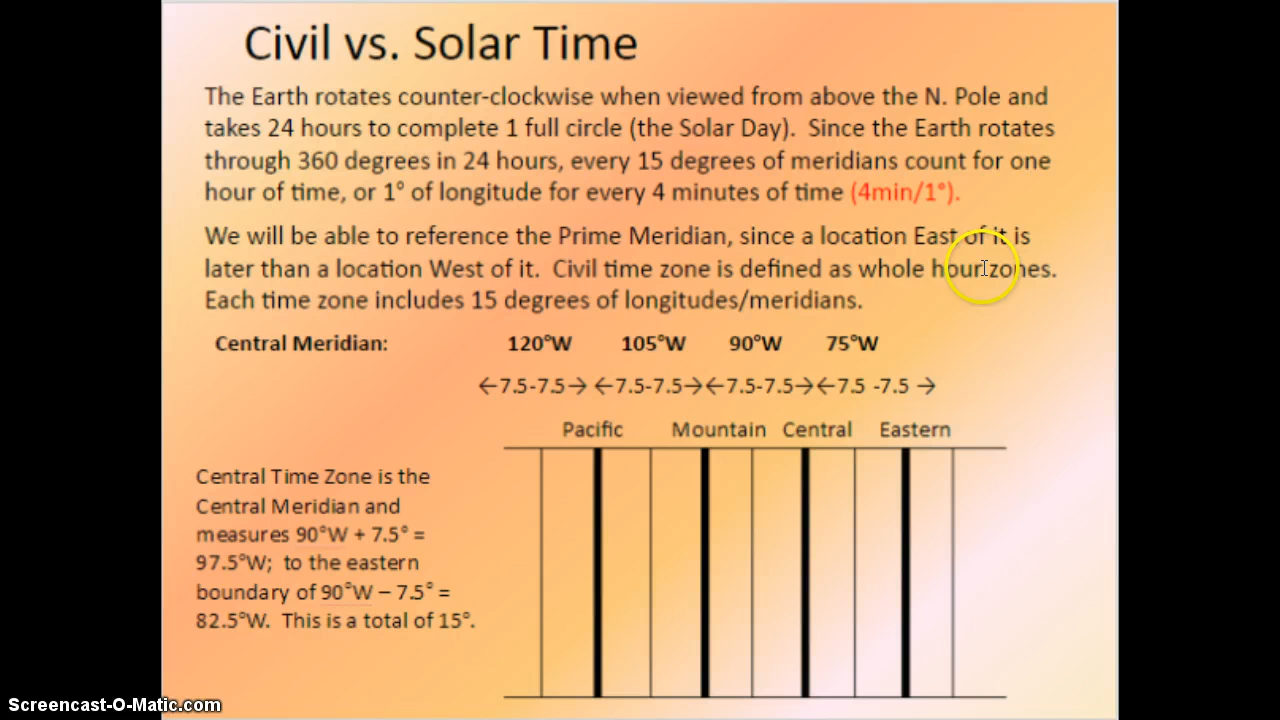 Civil vs. Solar Time
The Earth rotates counter-clockwise when viewed from above the N. Pole and
takes 24 hours to complete 1 full circle (the Solar Day).  Since the Earth rotates
through 360 degrees in 24 hours, every 15 degrees of meridians count for one
hour of time, or 1° of longitude for every 4 minutes of time (4min/1°).
We will be able to reference the Prime Meridian, since a location East of it is
later than a location West of it.  Civil time zone is defined as whole hour zones.
Each time zone includes 15 degrees of longitudes/meridians.
Central Meridian: 120°W 105°W 90°W 75°W
←7.5-7.5→ ←7.5-7.5→←7.5-7.5→←7.5 -7.5 →
Pacific Mountain Central Eastern
Central Time Zone is the
Central Meridian and
measures 90°W + 7.5° =
97.5°W;  to the eastern
boundary of 90°W – 7.5° =
82.5°W.  This is a total of 15°.
Screencast-O-Matic.com